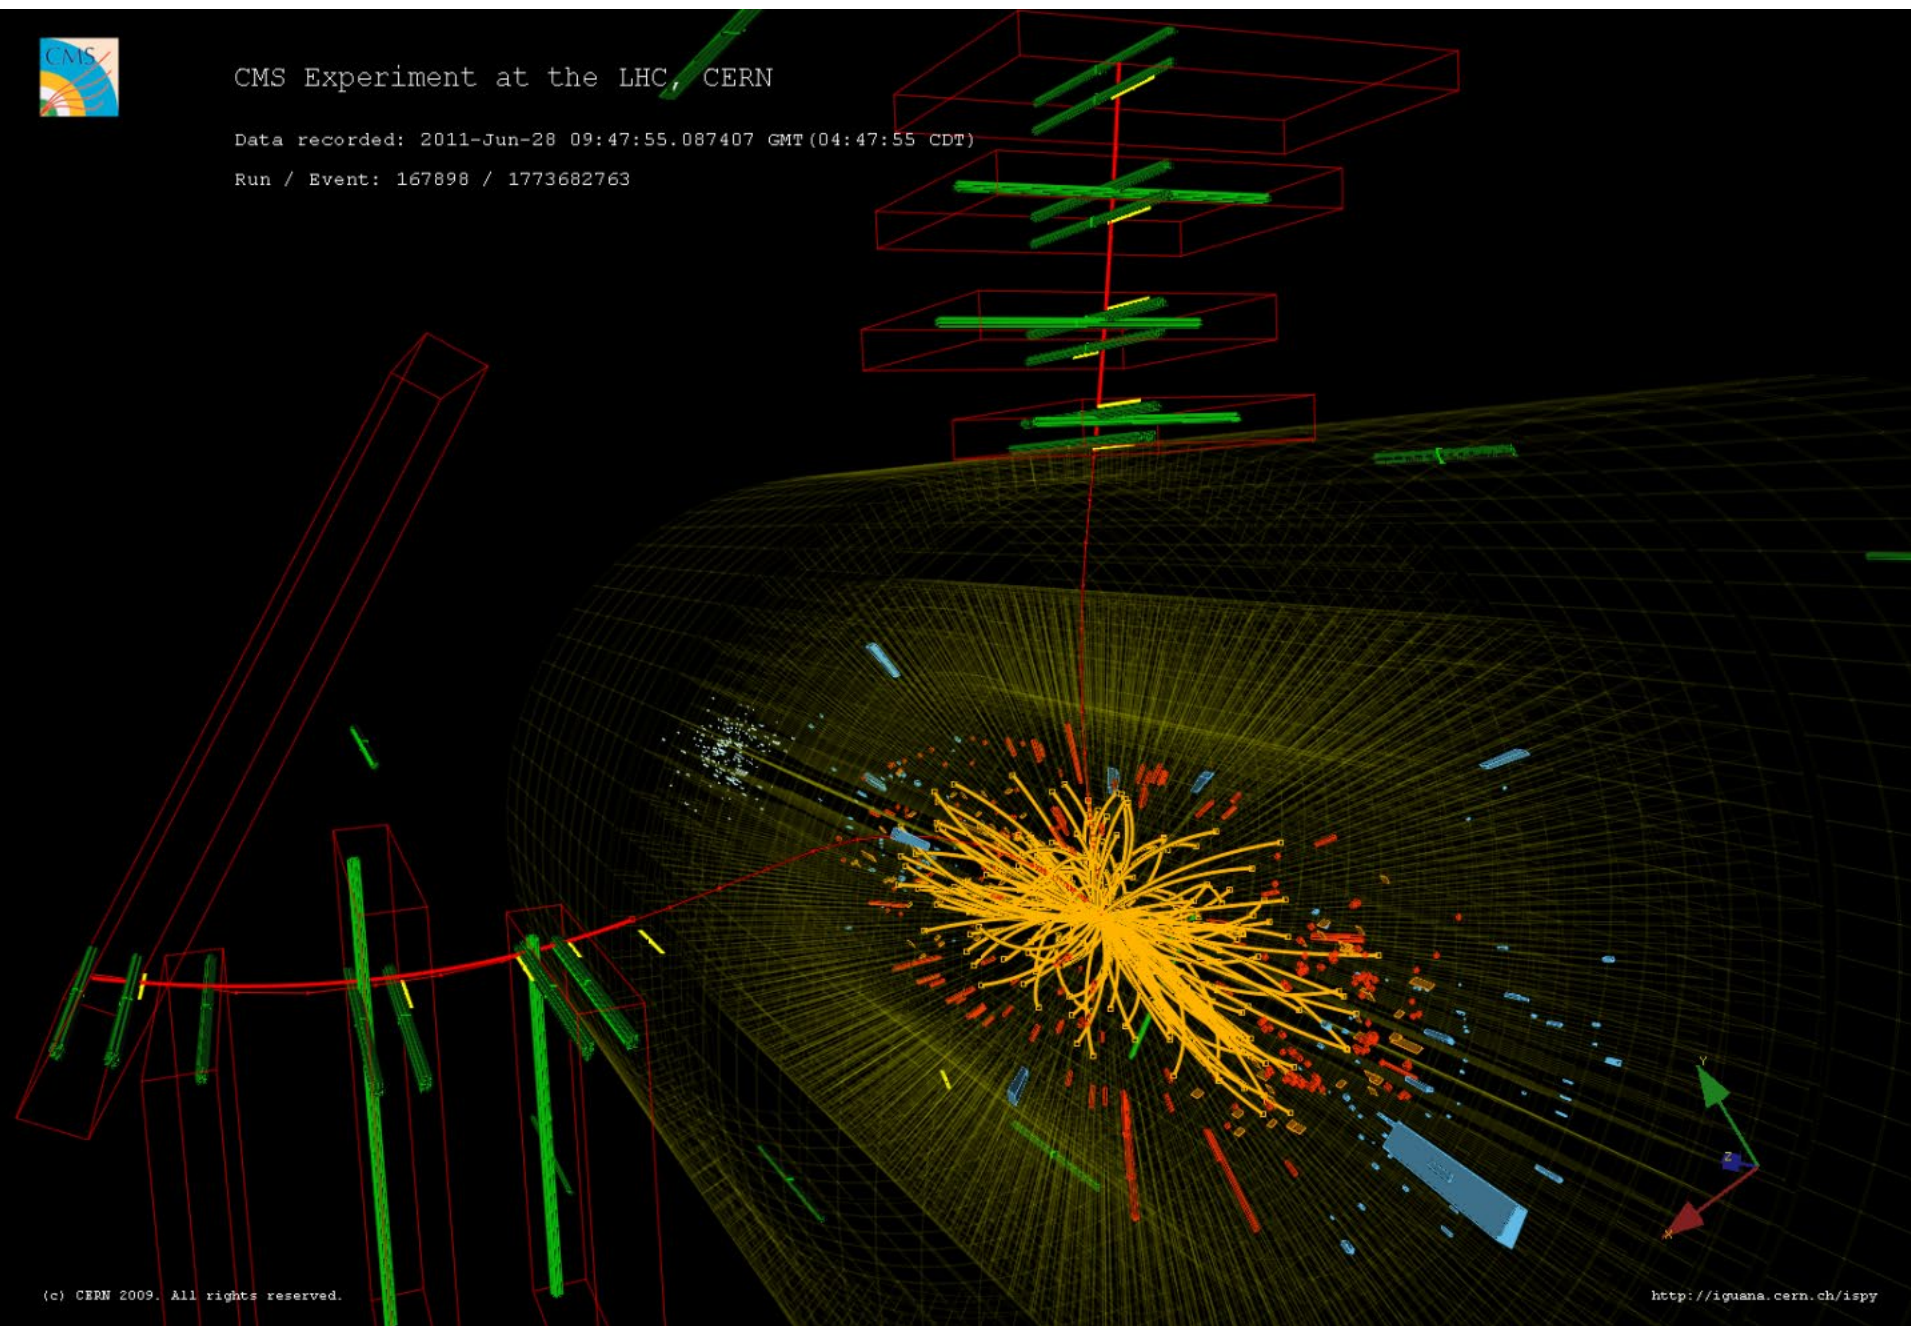 CMS
CMS Experiment at the LHC, CERN
Data recorded: 2011-Jun-28 09:47:55.087407 GMT(04:47:55 CDT)
Run / Event: 167898 / 1773682763
Y
Z
X
(c) CERN 2009. All rights reserved.
http://iguana.cern.ch/ispy